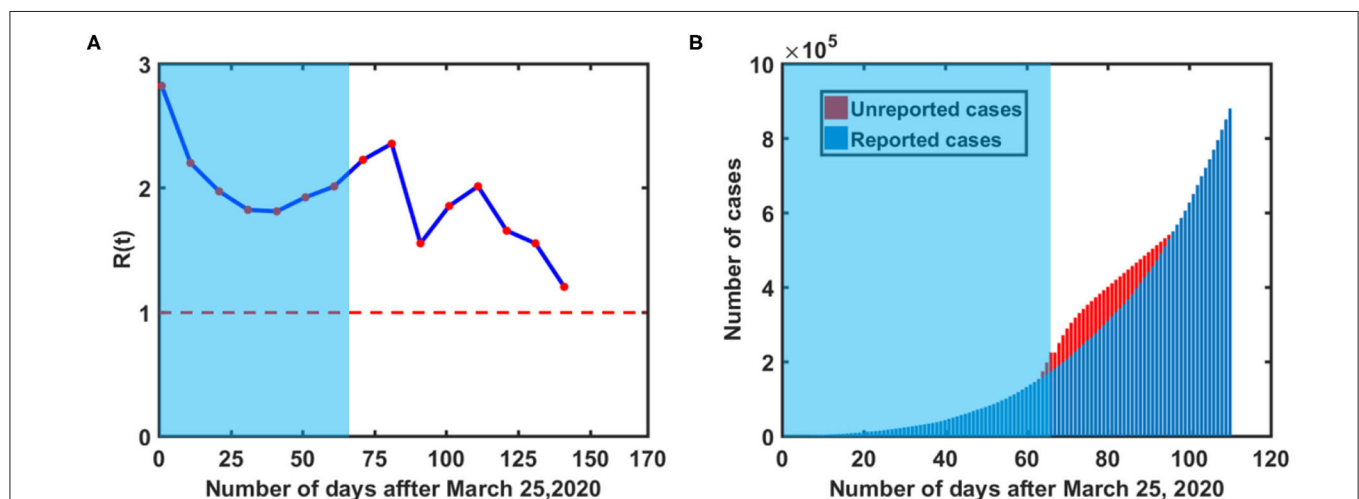 A
3
2
1
0
R(t)
0 25 50 75 100 125 150 170
Number of days affter March 25,2020
B
×10⁵
10
8
6
4
2
0
Number of cases
Unreported cases
Reported cases
0 20 40 60 80 100 120
Number of days after March 25, 2020